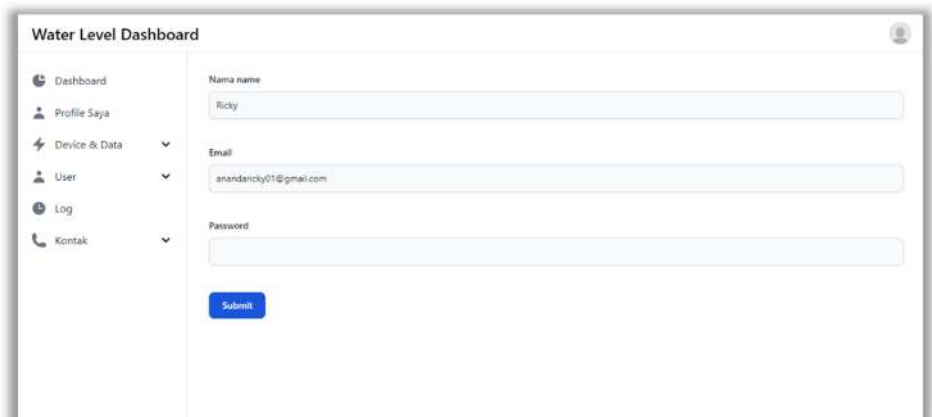 Water Level Dashboard
Dashboard
Profile Saya
Device & Data
User
Log
Kontak
Nama name
Ricky
Email
anandaricky01@gmail.com
Password
Submit